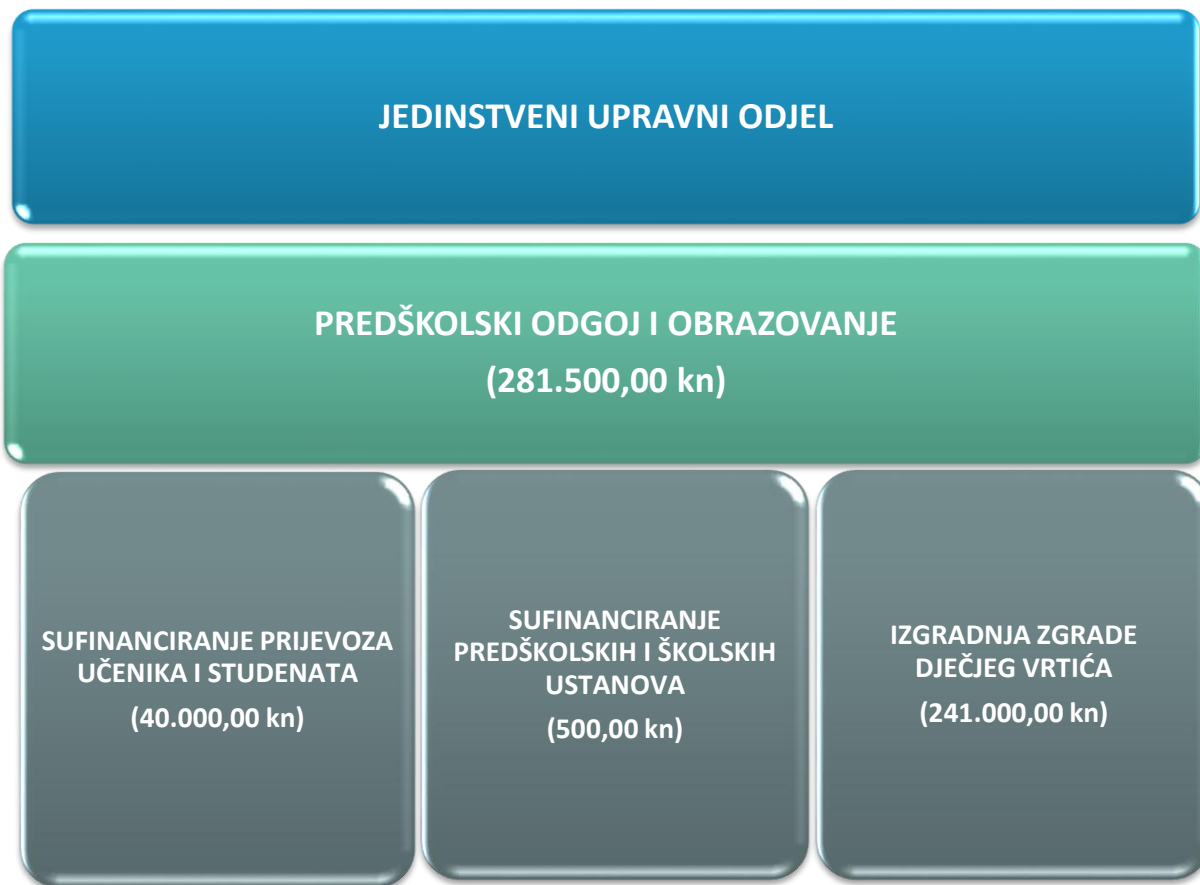 JEDINSTVENI UPRAVNI ODJEL
PREDŠKOLSKI ODGOJ I OBRAZOVANJE
(281.500,00 kn)
SUFINANCIRANJE PRIJEVOZA
UČENIKA I STUDENATA
(40.000,00 kn)
SUFINANCIRANJE
PREDŠKOLSKIH I ŠKOLSKIH
USTANOVA
(500,00 kn)
IZGRADNJA ZGRADE
DJEČJEG VRTIĆA
(241.000,00 kn)